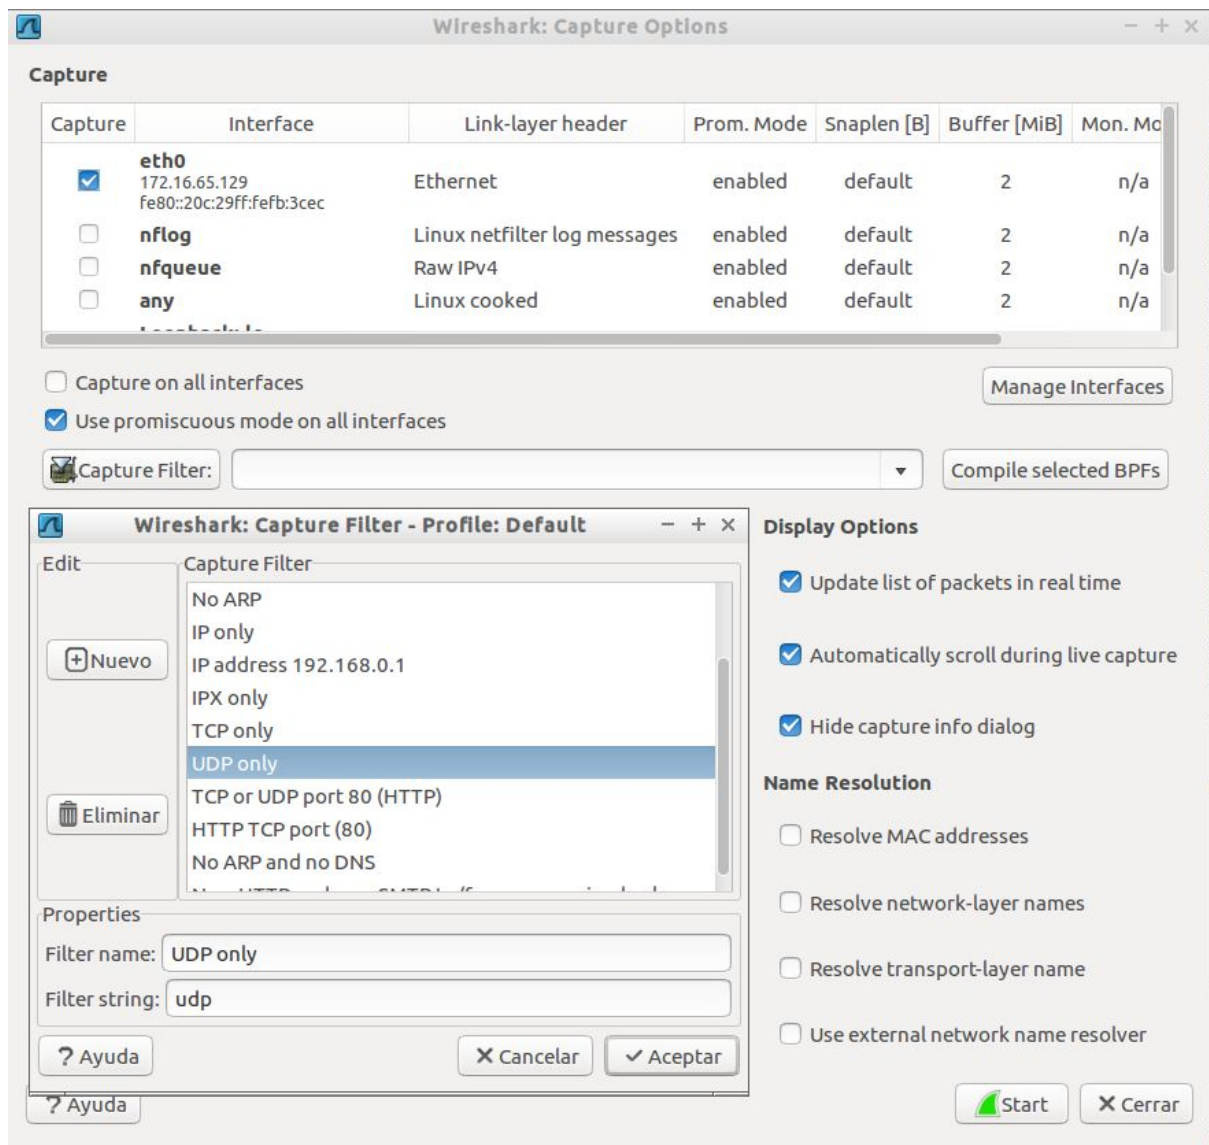 Wireshark: Capture Options
Capture
Capture Interface Link-layer header Prom. Mode Snaplen [B] Buffer [MiB] Mon. Mo
eth0
172.16.65.129
fe80::20c:29ff:fefb:3cec
Ethernet enabled default 2 n/a
nflog Linux netfilter log messages enabled default 2 n/a
nfqueue Raw IPv4 enabled default 2 n/a
any Linux cooked enabled default 2 n/a
Capture on all interfaces
Manage Interfaces
Use promiscuous mode on all interfaces
Capture Filter:
Compile selected BPFs
Wireshark: Capture Filter - Profile: Default
Edit
Capture Filter
No ARP
IP only
Nuevo
IP address 192.168.0.1
IPX only
TCP only
UDP only
TCP or UDP port 80 (HTTP)
Eliminar
HTTP TCP port (80)
No ARP and no DNS
Properties
Filter name: UDP only
Filter string: udp
Ayuda
Cancelar
Aceptar
Display Options
Update list of packets in real time
Automatically scroll during live capture
Hide capture info dialog
Name Resolution
Resolve MAC addresses
Resolve network-layer names
Resolve transport-layer name
Use external network name resolver
Ayuda
Start
Cerrar